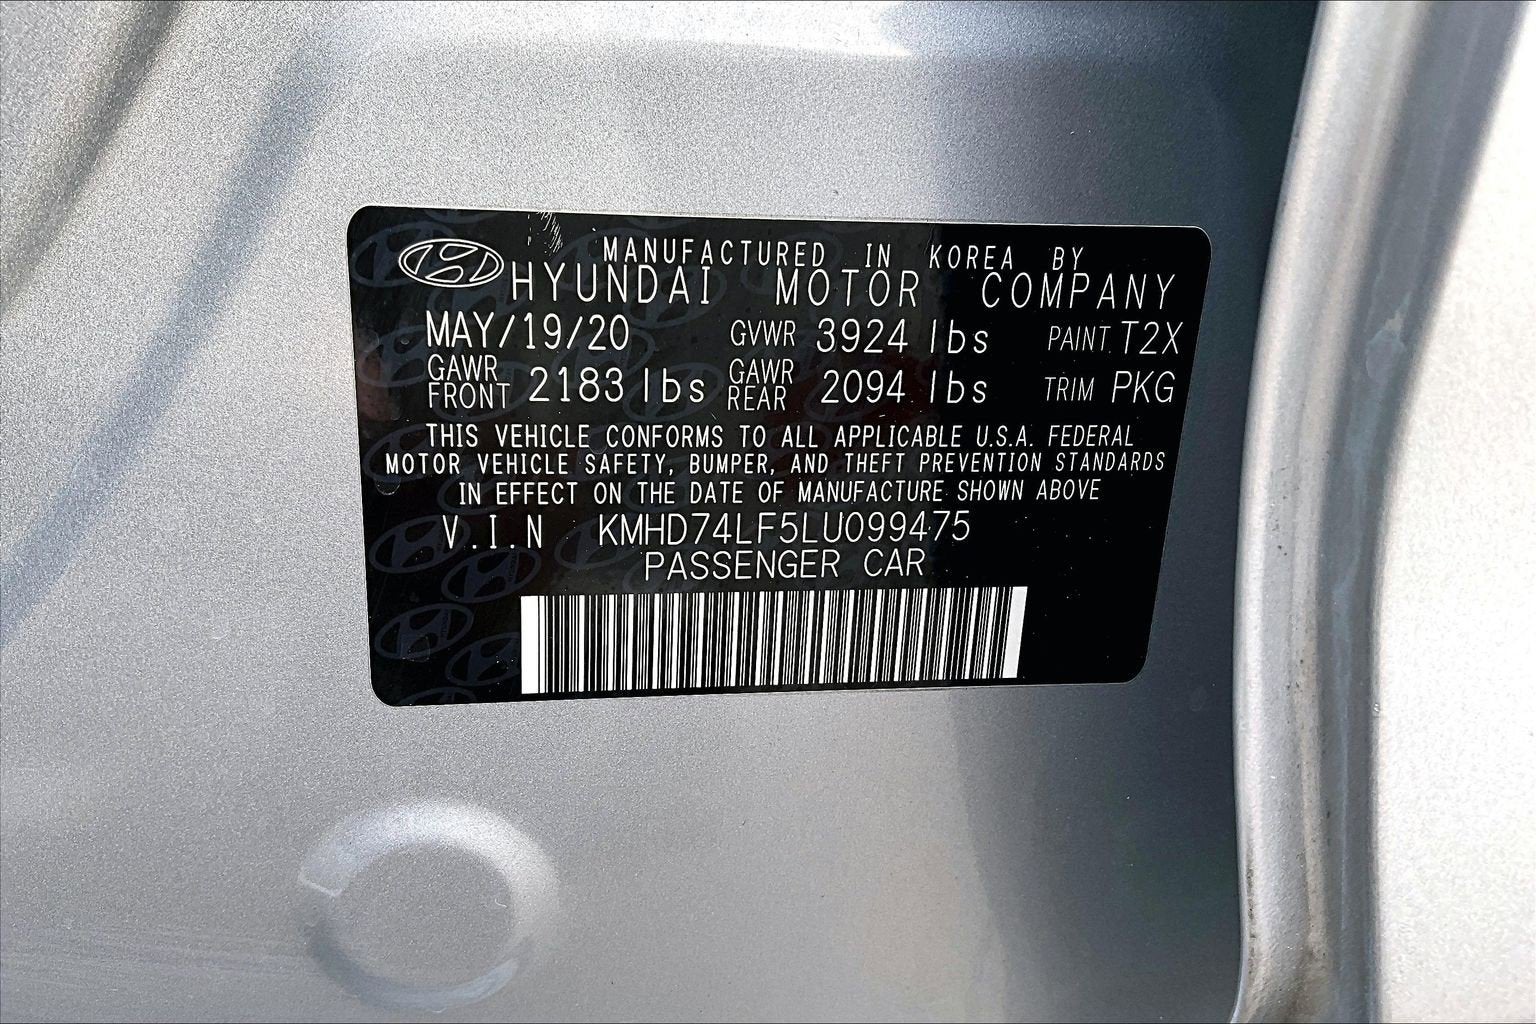 MANUFACTURED IN KOREA BY
HYUNDAI MOTOR COMPANY
MAY/19/20 GVWR 3924 lbs PAINT T2X
GAWR FRONT 2183 lbs GAWR REAR 2094 lbs TRIM PKG
THIS VEHICLE CONFORMS TO ALL APPLICABLE U.S.A. FEDERAL
MOTOR VEHICLE SAFETY, BUMPER, AND THEFT PREVENTION STANDARDS
IN EFFECT ON THE DATE OF MANUFACTURE SHOWN ABOVE
V.I.N KMHD74LF5LU099475
PASSENGER CAR